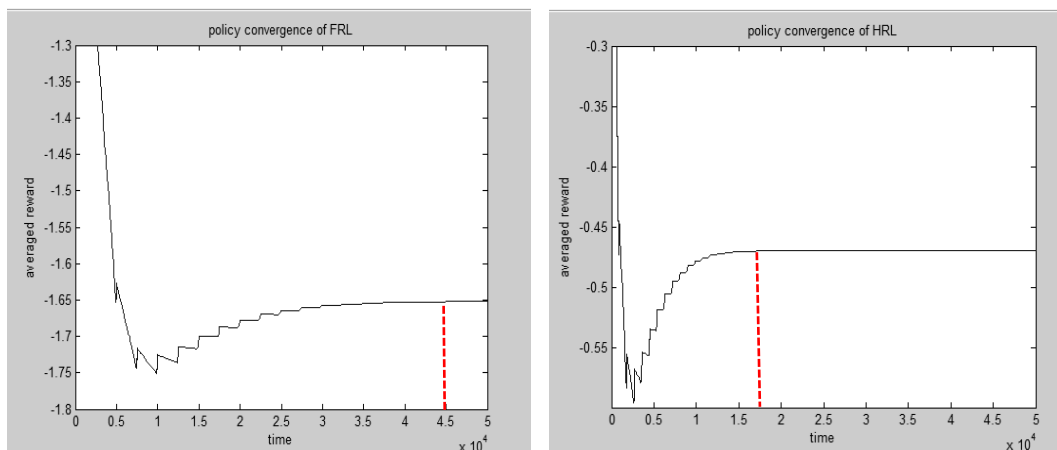 policy convergence of FRL
-1.3
-1.35
-1.4
-1.45
-1.5
-1.55
-1.6
-1.65
-1.7
-1.75
-1.8
averaged reward
0 0.5 1 1.5 2 2.5 3 3.5 4 4.5 5
time
x 10^4
policy convergence of HRL
-0.3
-0.35
-0.4
-0.45
-0.5
-0.55
averaged reward
0 0.5 1 1.5 2 2.5 3 3.5 4 4.5 5
time
x 10^4